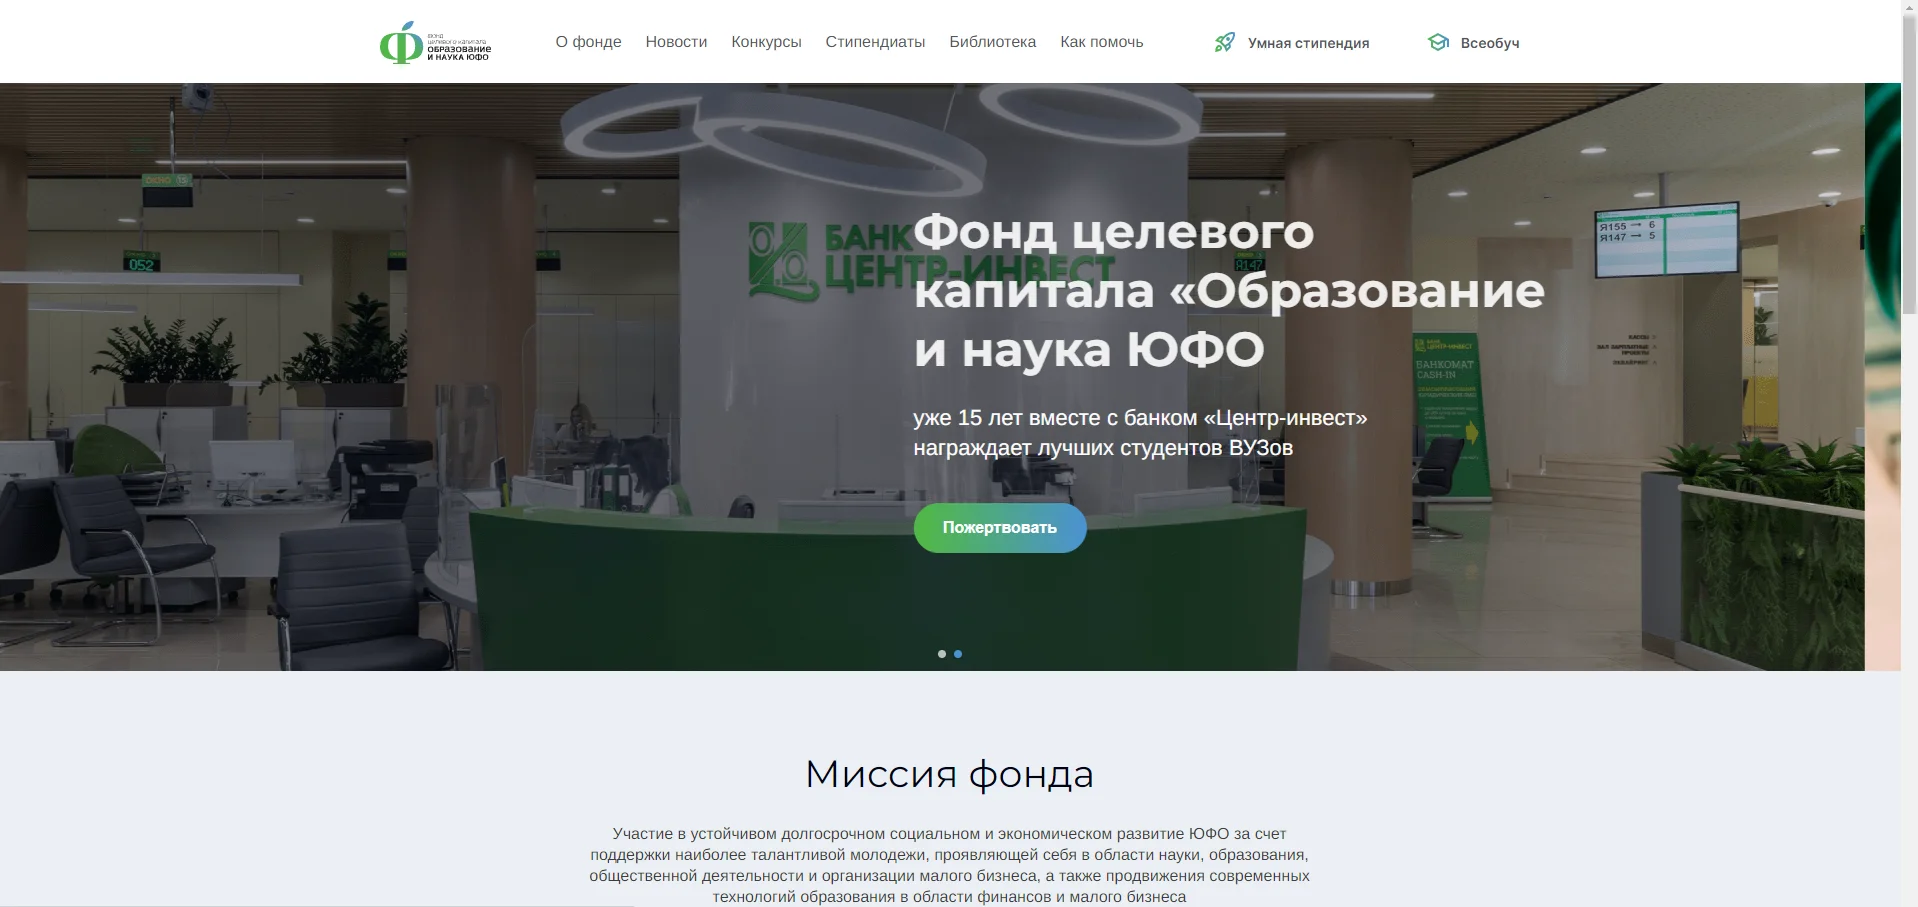 Фонд
целевого капитала
ОБРАЗОВАНИЕ
И НАУКА ЮФО
О фонде
Новости
Конкурсы
Стипендиаты
Библиотека
Как помочь
Умная стипендия
Всеобуч
052
БАНК
ЦЕНТР-ИНВЕСТ
Я147
Я155 → 6
Я147 → 5
Фонд целевого
капитала «Образование
и наука ЮФО
уже 15 лет вместе с банком «Центр-инвест»
награждает лучших студентов ВУЗов
БАНК
ЦЕНТР-ИНВЕСТ
БАНКОМАТ
CASH-IN
Пожертвовать
Миссия фонда
Участие в устойчивом долгосрочном социальном и экономическом развитие ЮФО за счет
поддержки наиболее талантливой молодежи, проявляющей себя в области науки, образования,
общественной деятельности и организации малого бизнеса, а также продвижения современных
технологий образования в области финансов и малого бизнеса